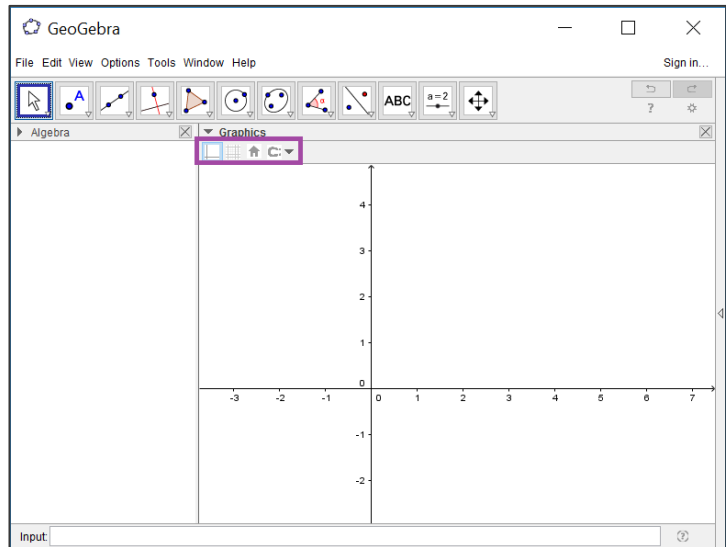 GeoGebra
File Edit View Options Tools Window Help Sign in...
A α ABC a=2 ?
Algebra Graphics
4
3
2
1
0
-3 -2 -1 0 1 2 3 4 5 6 7
-1
-2
Input: ?